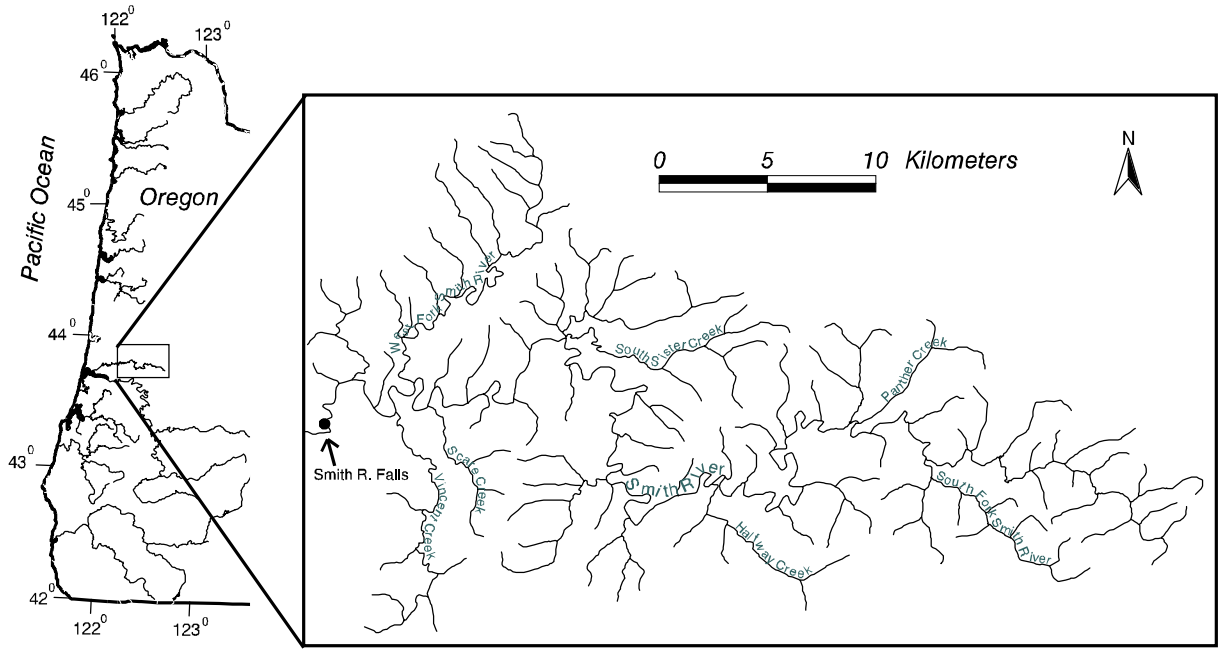 122⁰
123⁰
46⁰
Pacific Ocean
Oregon
45⁰
44⁰
43⁰
42⁰
122⁰
123⁰
0 5 10 Kilometers
N
West Fork Smith River
South Sister Creek
Panther Creek
Smith R. Falls
Scare Creek
Vincent Creek
Smith River
South Fork Smith River
Halfway Creek